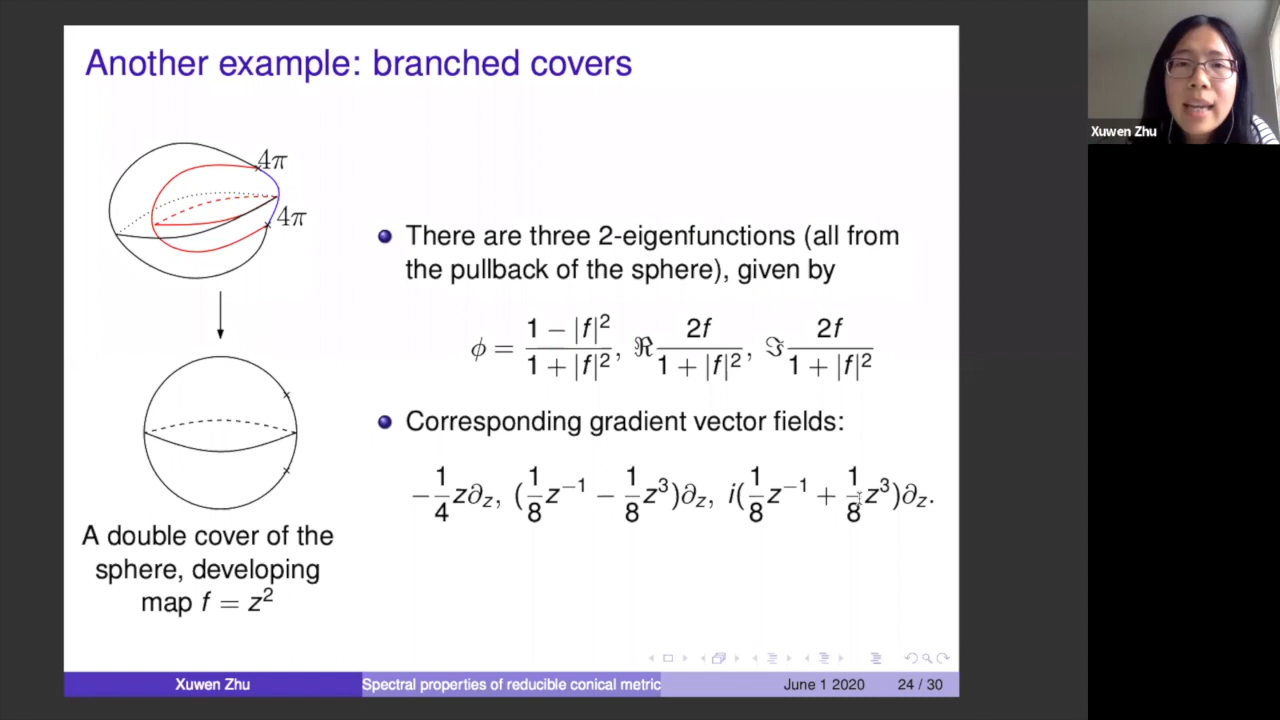 Another example: branched covers
4π
4π
A double cover of the
sphere, developing
map f = z²
There are three 2-eigenfunctions (all from
the pullback of the sphere), given by
ϕ = (1 − |f|²)/(1 + |f|²), ℜ 2f/(1 + |f|²), ℑ 2f/(1 + |f|²)
Corresponding gradient vector fields:
−1/4 z∂_z, (1/8 z⁻¹ − 1/8 z³)∂_z, i(1/8 z⁻¹ + 1/8 z³)∂_z.
Xuwen Zhu
Spectral properties of reducible conical metric
June 1 2020
24 / 30
Xuwen Zhu